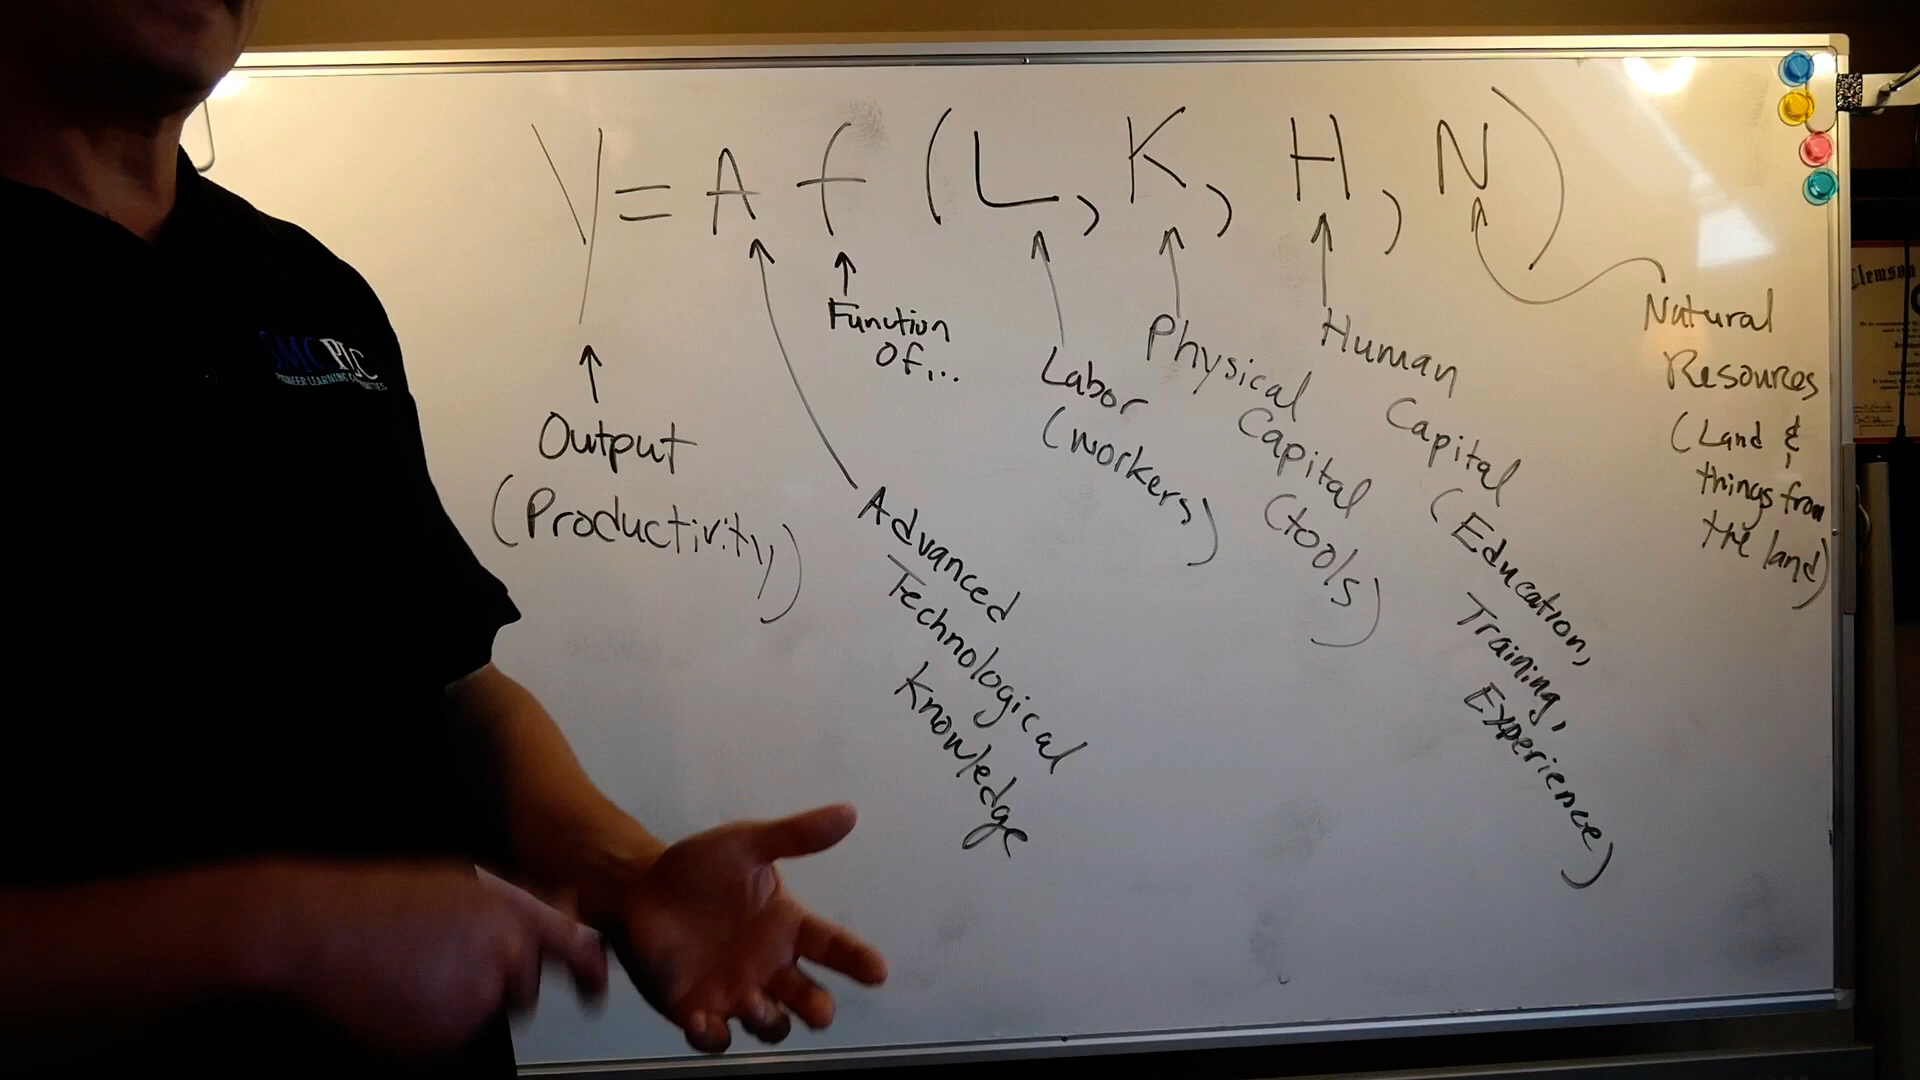 Y = A f (L, K, H, N)
Output
(Productivity)
Advanced
Technological
Knowledge
Function
Of...
Labor
(workers)
Physical
Capital
(tools)
Human
Capital
(Education,
Training,
Experience)
Natural
Resources
(Land &
things from
the land)
Clemson